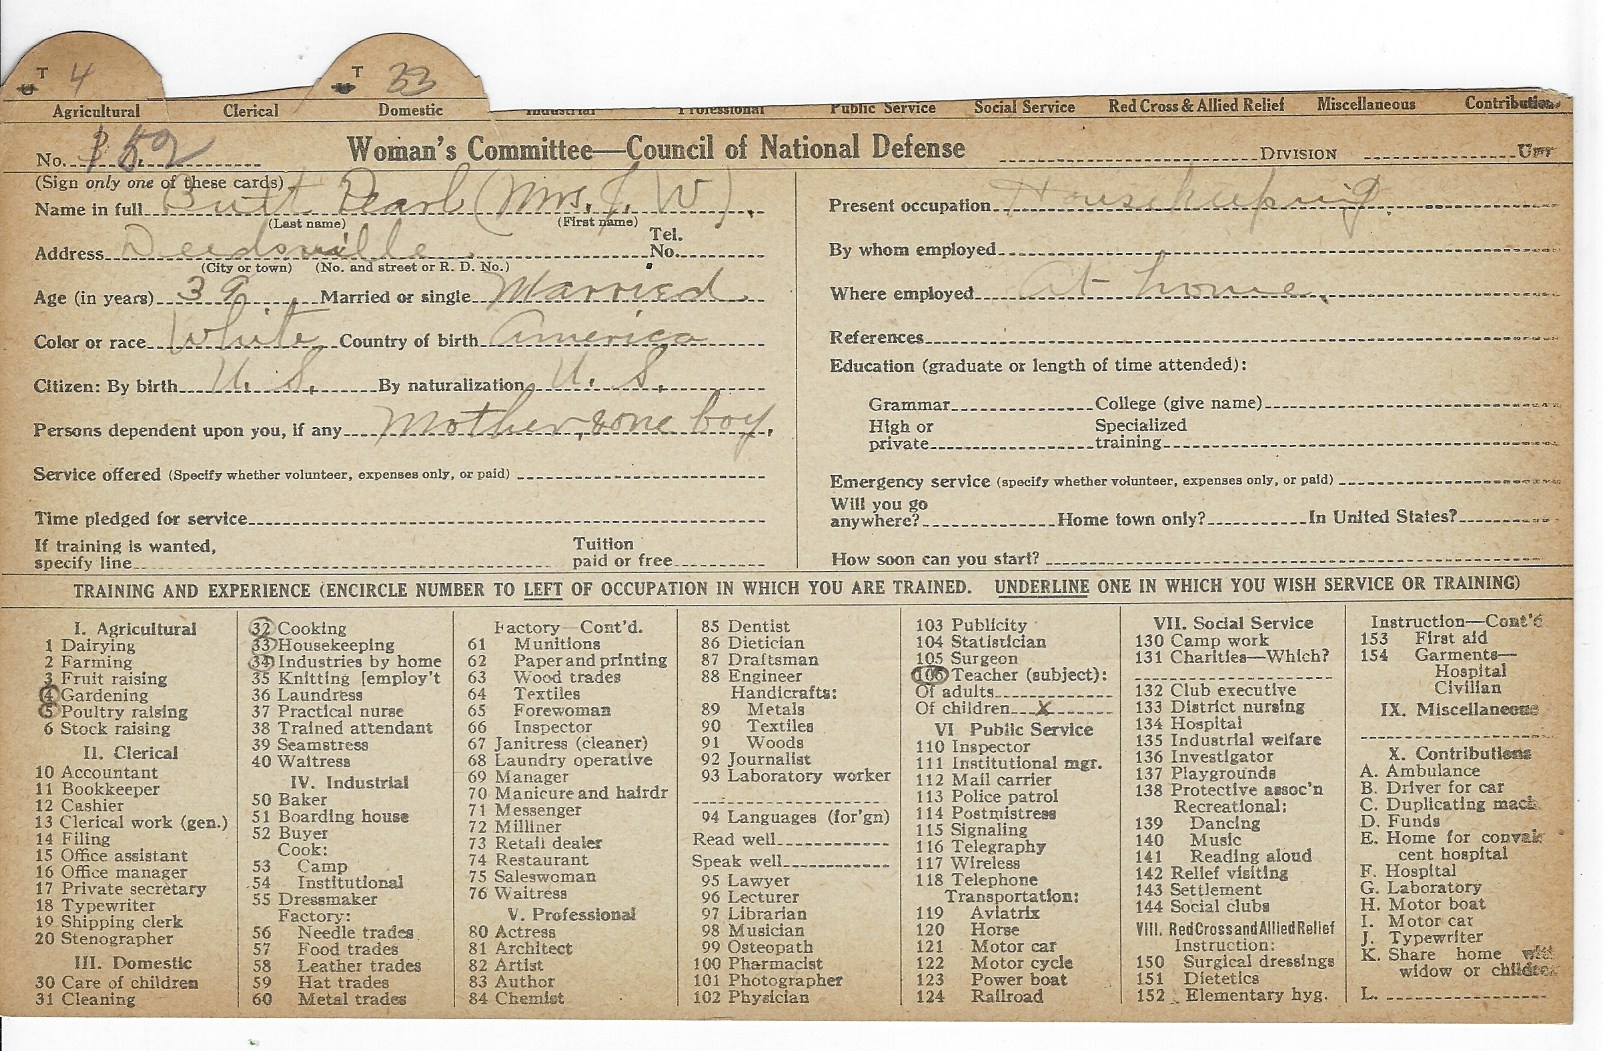 T 4 T 33
U U
Agricultural Clerical Domestic Industrial Professional Public Service Social Service Red Cross & Allied Relief Miscellaneous Contributions
No. 152 Woman's Committee—Council of National Defense DIVISION UNIT
(Sign only one of these cards)
Name in full Butt Pearl (Mrs. J. W.)
(Last name) (First name)
Address Deedsville Tel. No.
(City or town) (No. and street or R. D. No.)
Age (in years) 39 Married or single Married.
Color or race White Country of birth America
Citizen: By birth U. S. By naturalization U. S.
Persons dependent upon you, if any Mother, & one boy.
Service offered (Specify whether volunteer, expenses only, or paid)
Time pledged for service
If training is wanted, specify line Tuition paid or free
Present occupation Housekeeping.
By whom employed
Where employed at home.
References
Education (graduate or length of time attended):
Grammar College (give name)
High or private Specialized training
Emergency service (specify whether volunteer, expenses only, or paid)
Will you go anywhere? Home town only? In United States?
How soon can you start?
TRAINING AND EXPERIENCE (ENCIRCLE NUMBER TO LEFT OF OCCUPATION IN WHICH YOU ARE TRAINED. UNDERLINE ONE IN WHICH YOU WISH SERVICE OR TRAINING)
I. Agricultural
1 Dairying
2 Farming
3 Fruit raising
4 Gardening
5 Poultry raising
6 Stock raising
II. Clerical
10 Accountant
11 Bookkeeper
12 Cashier
13 Clerical work (gen.)
14 Filing
15 Office assistant
16 Office manager
17 Private secretary
18 Typewriter
19 Shipping clerk
20 Stenographer
III. Domestic
30 Care of children
31 Cleaning
32 Cooking
33 Housekeeping
34 Industries by home
35 Knitting [employ't
36 Laundress
37 Practical nurse
38 Trained attendant
39 Seamstress
40 Waitress
IV. Industrial
50 Baker
51 Boarding house
52 Buyer
Cook:
53 Camp
54 Institutional
55 Dressmaker
Factory:
56 Needle trades
57 Food trades
58 Leather trades
59 Hat trades
60 Metal trades
Factory—Cont'd.
61 Munitions
62 Paper and printing
63 Wood trades
64 Textiles
65 Forewoman
66 Inspector
67 Janitress (cleaner)
68 Laundry operative
69 Manager
70 Manicure and hairdr
71 Messenger
72 Milliner
73 Retail dealer
74 Restaurant
75 Saleswoman
76 Waitress
V. Professional
80 Actress
81 Architect
82 Artist
83 Author
84 Chemist
85 Dentist
86 Dietician
87 Draftsman
88 Engineer
Handicrafts:
89 Metals
90 Textiles
91 Woods
92 Journalist
93 Laboratory worker
94 Languages (for'gn)
Read well
Speak well
95 Lawyer
96 Lecturer
97 Librarian
98 Musician
99 Osteopath
100 Pharmacist
101 Photographer
102 Physician
103 Publicity
104 Statistician
105 Surgeon
106 Teacher (subject):
Of adults
Of children X
VI Public Service
110 Inspector
111 Institutional mgr.
112 Mail carrier
113 Police patrol
114 Postmistress
115 Signaling
116 Telegraphy
117 Wireless
118 Telephone
Transportation:
119 Aviatrix
120 Horse
121 Motor car
122 Motor cycle
123 Power boat
124 Railroad
VII. Social Service
130 Camp work
131 Charities—Which?
132 Club executive
133 District nursing
134 Hospital
135 Industrial welfare
136 Investigator
137 Playgrounds
138 Protective assoc'n
Recreational:
139 Dancing
140 Music
141 Reading aloud
142 Relief visiting
143 Settlement
144 Social clubs
VIII. Red Cross and Allied Relief
Instruction:
150 Surgical dressings
151 Dietetics
152 Elementary hyg.
Instruction—Cont'd
153 First aid
154 Garments—
Hospital
Civilian
IX. Miscellaneous
X. Contributions
A. Ambulance
B. Driver for car
C. Duplicating mach.
D. Funds
E. Home for convales
cent hospital
F. Hospital
G. Laboratory
H. Motor boat
I. Motor car
J. Typewriter
K. Share home with
widow or children
L.